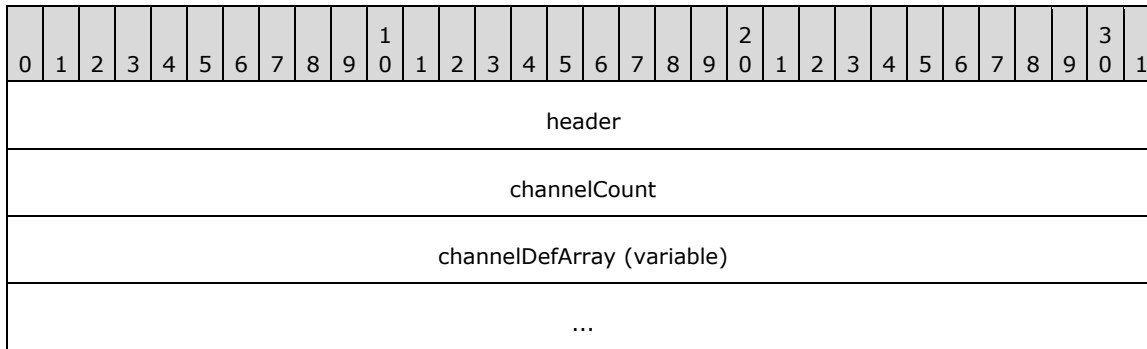 0 1 2 3 4 5 6 7 8 9 1 0 1 2 3 4 5 6 7 8 9 2 0 1 2 3 4 5 6 7 8 9 3 0 1
header
channelCount
channelDefArray (variable)
...